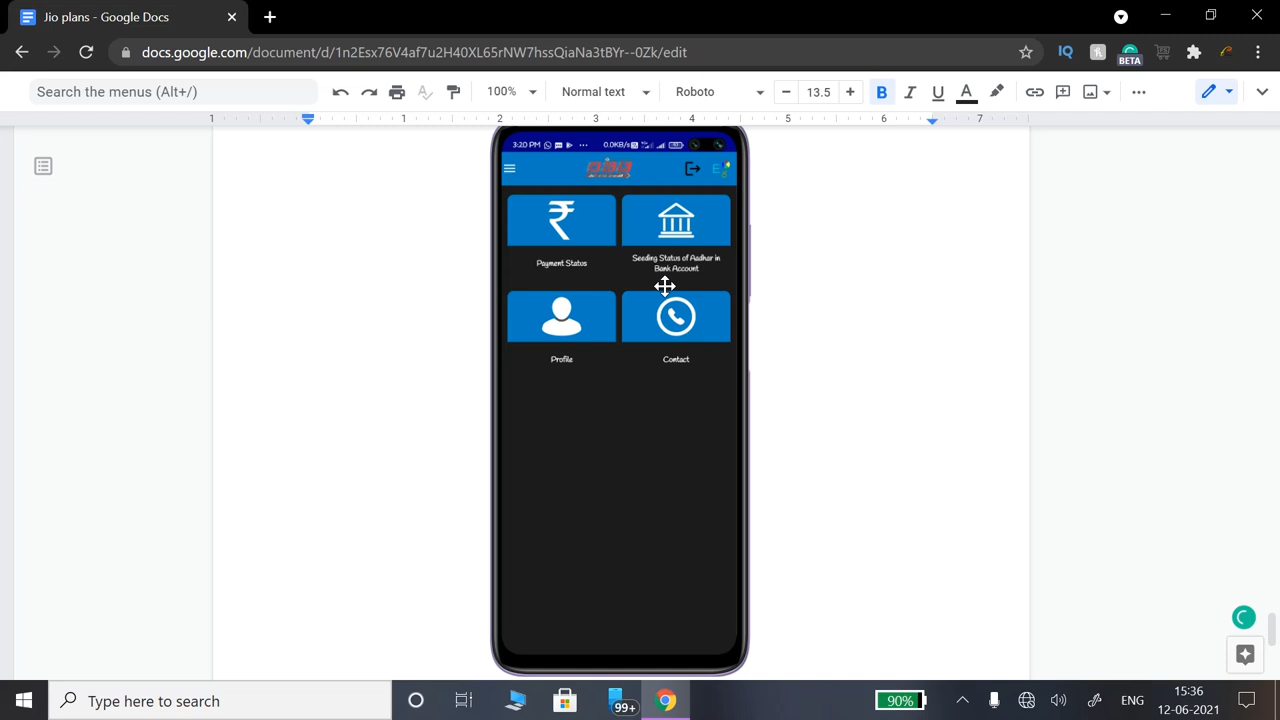 Jio plans - Google Docs
docs.google.com/document/d/1n2Esx76V4af7u2H40XL65rNW7hssQiaNa3tBYr--0Zk/edit
BETA
Search the menus (Alt+/)
100%
Normal text
Roboto
13.5
B
I
U
A
1 1 2 3 4 5 6 7
3:20 PM
0.0KB/s
₹
Payment Status
Seeding Status of Aadhar in
Bank Account
Profile
Contact
Type here to search
99+
90%
ENG
15:36
12-06-2021